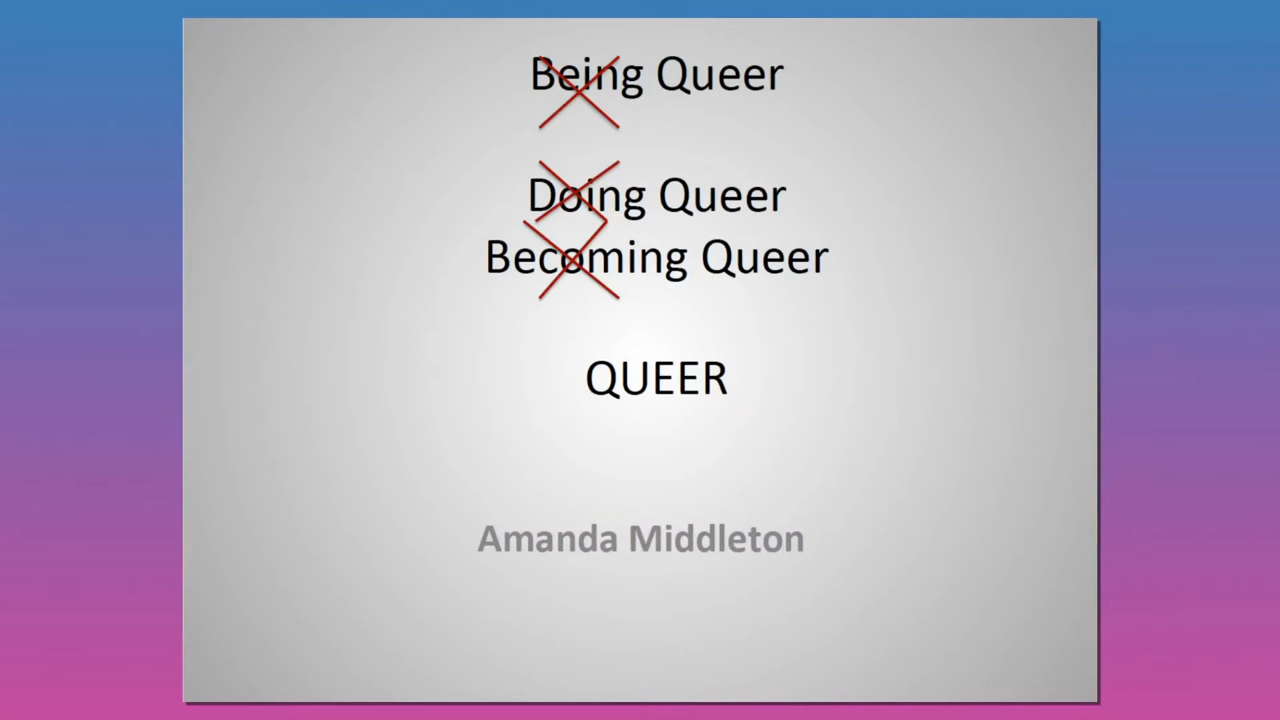 Being Queer
Doing Queer
Becoming Queer
QUEER
Amanda Middleton